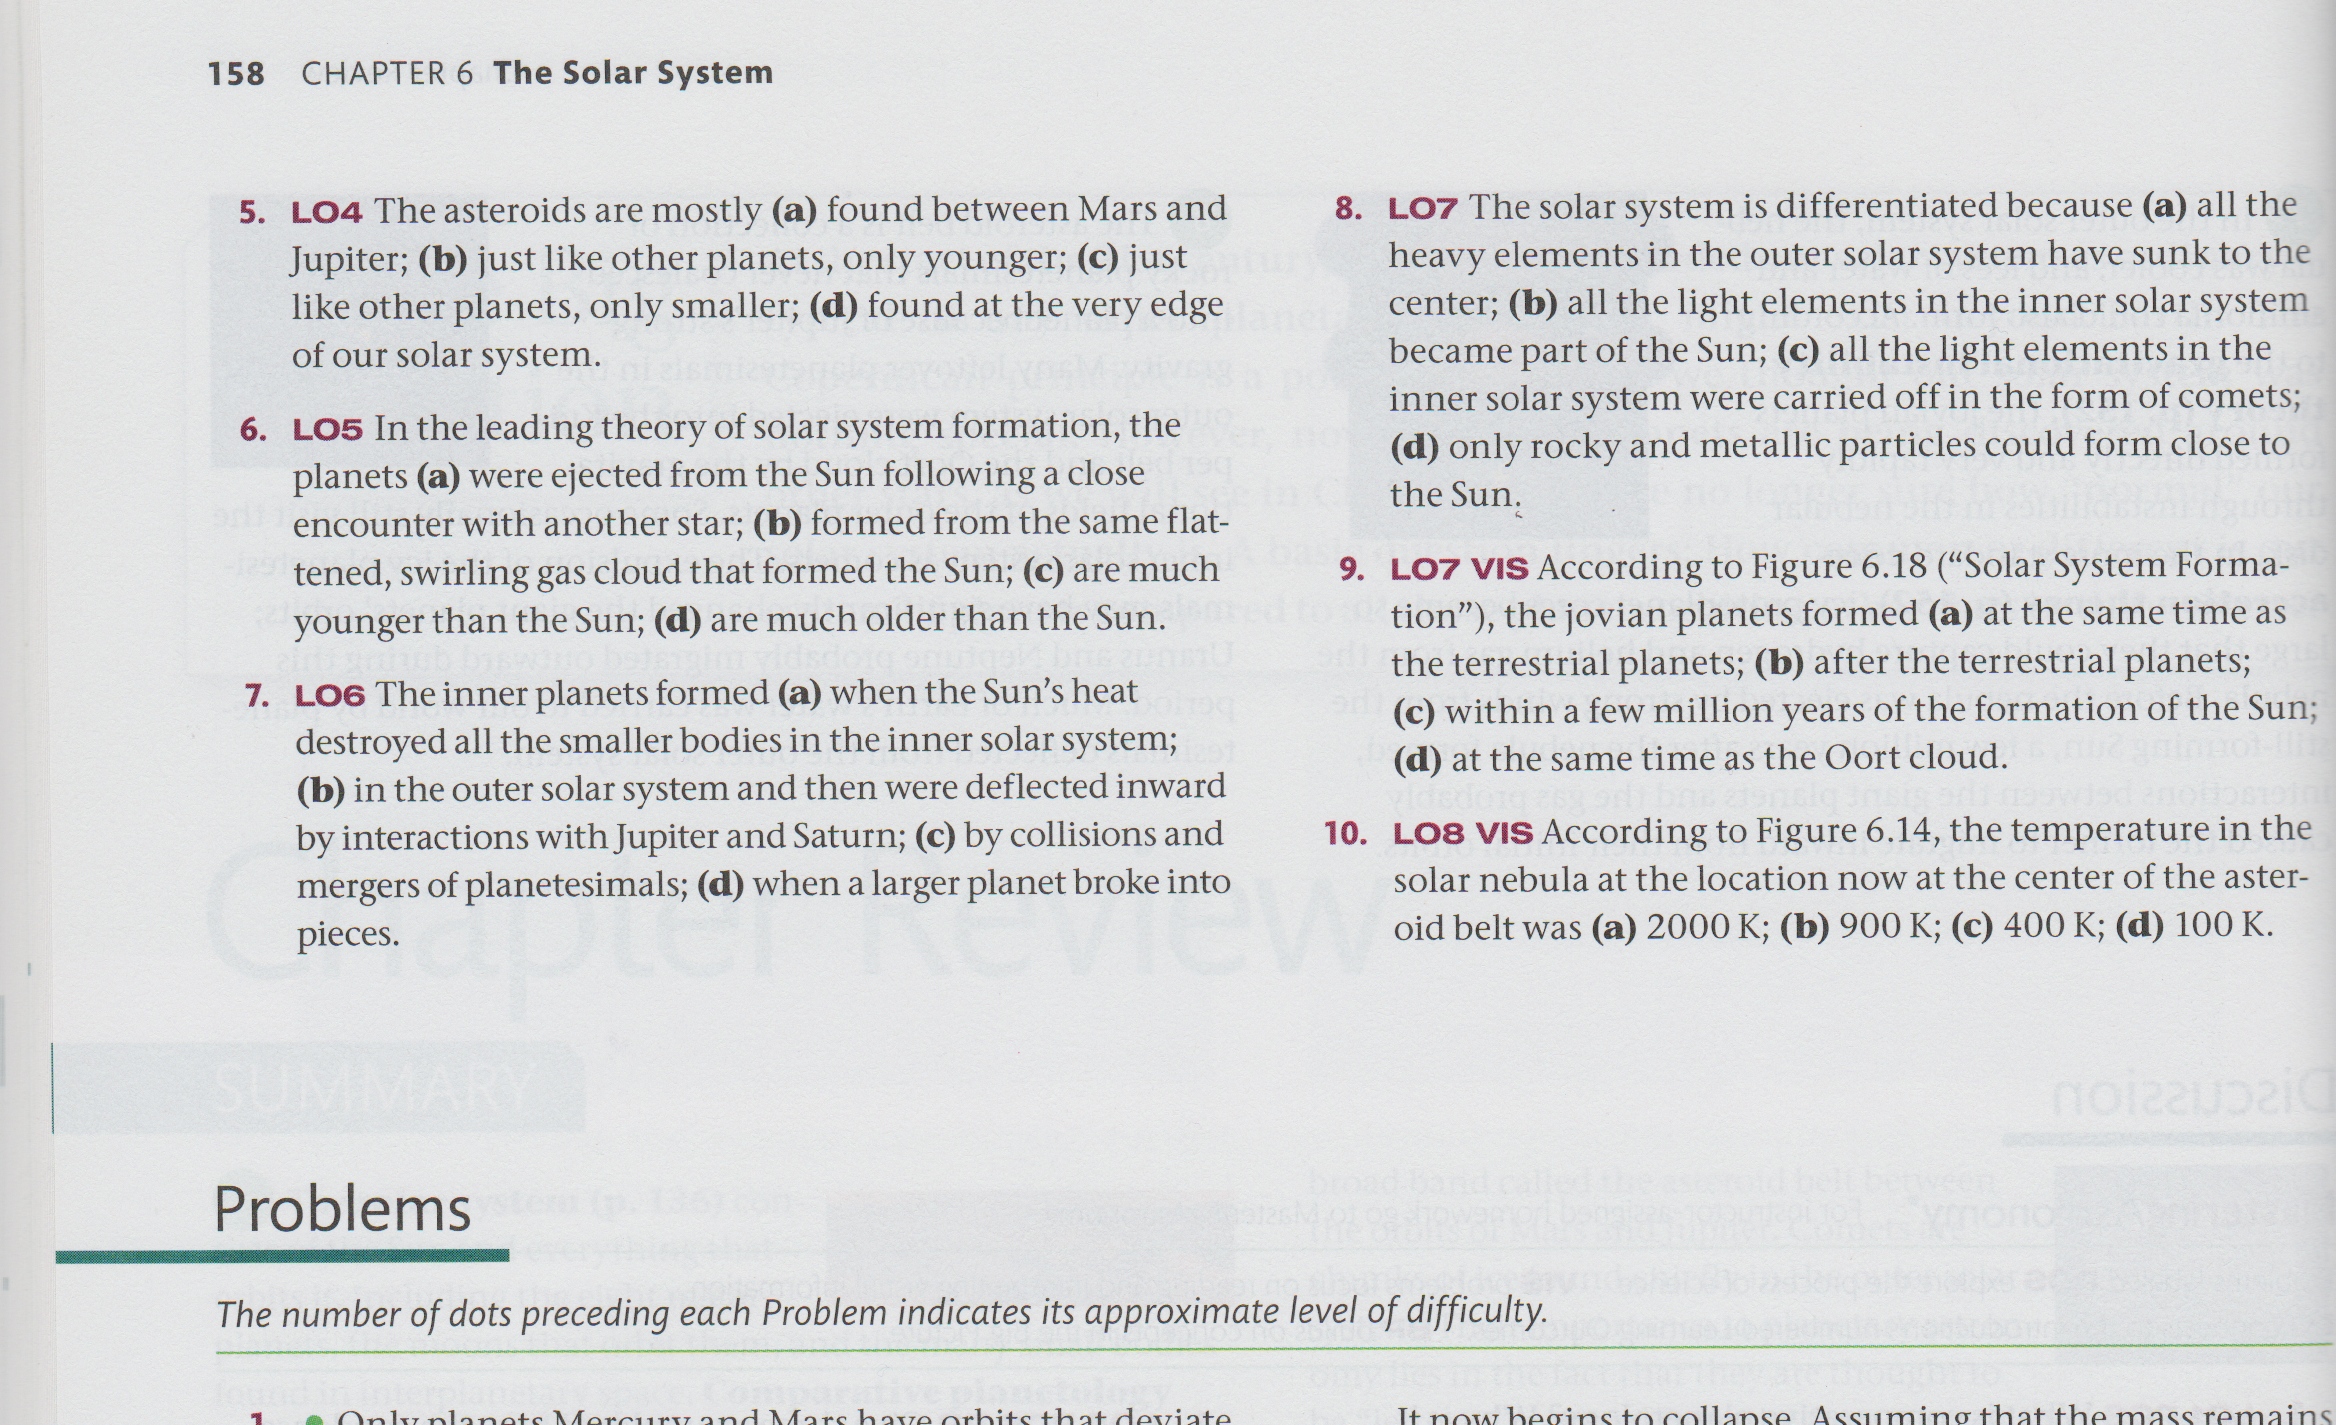 158 CHAPTER 6 The Solar System
5. LO4 The asteroids are mostly (a) found between Mars and
Jupiter; (b) just like other planets, only younger; (c) just
like other planets, only smaller; (d) found at the very edge
of our solar system.
6. LO5 In the leading theory of solar system formation, the
planets (a) were ejected from the Sun following a close
encounter with another star; (b) formed from the same flat-
tened, swirling gas cloud that formed the Sun; (c) are much
younger than the Sun; (d) are much older than the Sun.
7. LO6 The inner planets formed (a) when the Sun's heat
destroyed all the smaller bodies in the inner solar system;
(b) in the outer solar system and then were deflected inward
by interactions with Jupiter and Saturn; (c) by collisions and
mergers of planetesimals; (d) when a larger planet broke into
pieces.
8. LO7 The solar system is differentiated because (a) all the
heavy elements in the outer solar system have sunk to the
center; (b) all the light elements in the inner solar system
became part of the Sun; (c) all the light elements in the
inner solar system were carried off in the form of comets;
(d) only rocky and metallic particles could form close to
the Sun.
9. LO7 VIS According to Figure 6.18 ("Solar System Forma-
tion"), the jovian planets formed (a) at the same time as
the terrestrial planets; (b) after the terrestrial planets;
(c) within a few million years of the formation of the Sun;
(d) at the same time as the Oort cloud.
10. LO8 VIS According to Figure 6.14, the temperature in the
solar nebula at the location now at the center of the aster-
oid belt was (a) 2000 K; (b) 900 K; (c) 400 K; (d) 100 K.
Problems
The number of dots preceding each Problem indicates its approximate level of difficulty.
1. • Only planets Mercury and Mars have orbits that deviate
It now begins to collapse. Assuming that the mass remains